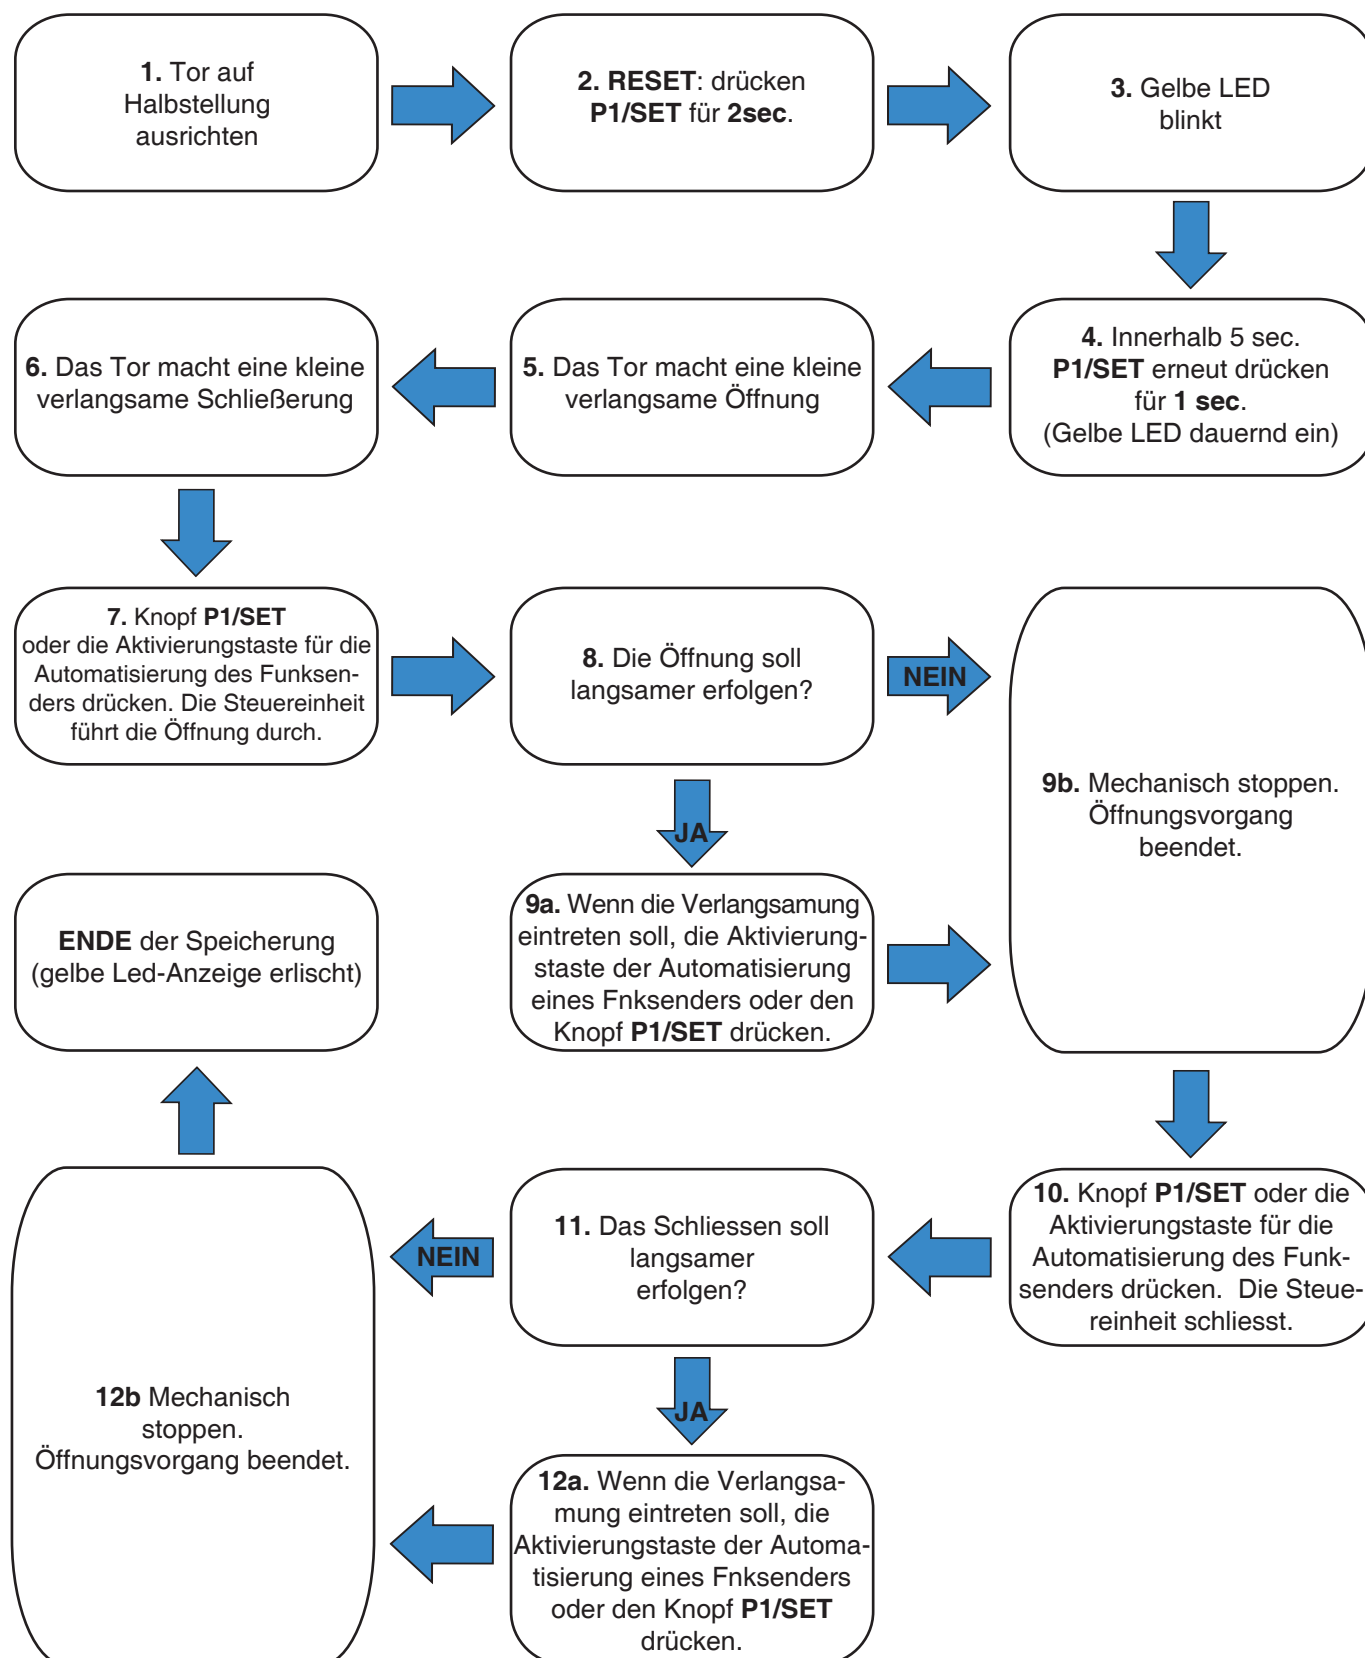 1. Tor auf
Halbstellung
ausrichten
2. RESET: drücken
P1/SET für 2sec.
3. Gelbe LED
blinkt
4. Innerhalb 5 sec.
P1/SET erneut drücken
für 1 sec.
(Gelbe LED dauernd ein)
5. Das Tor macht eine kleine
verlangsame Öffnung
6. Das Tor macht eine kleine
verlangsame Schließerung
7. Knopf P1/SET
oder die Aktivierungstaste für die
Automatisierung des Funksen-
ders drücken. Die Steuereinheit
führt die Öffnung durch.
8. Die Öffnung soll
langsamer erfolgen?
NEIN
JA
9a. Wenn die Verlangsamung
eintreten soll, die Aktivierung-
staste der Automatisierung
eines Fnksenders oder den
Knopf P1/SET drücken.
9b. Mechanisch stoppen.
Öffnungsvorgang
beendet.
10. Knopf P1/SET oder die
Aktivierungstaste für die
Automatisierung des Funk-
senders drücken. Die Steue-
reinheit schliesst.
11. Das Schliessen soll
langsamer
erfolgen?
NEIN
JA
12a. Wenn die Verlangsa-
mung eintreten soll, die
Aktivierungstaste der Automa-
tisierung eines Fnksenders
oder den Knopf P1/SET
drücken.
12b Mechanisch
stoppen.
Öffnungsvorgang beendet.
ENDE der Speicherung
(gelbe Led-Anzeige erlischt)